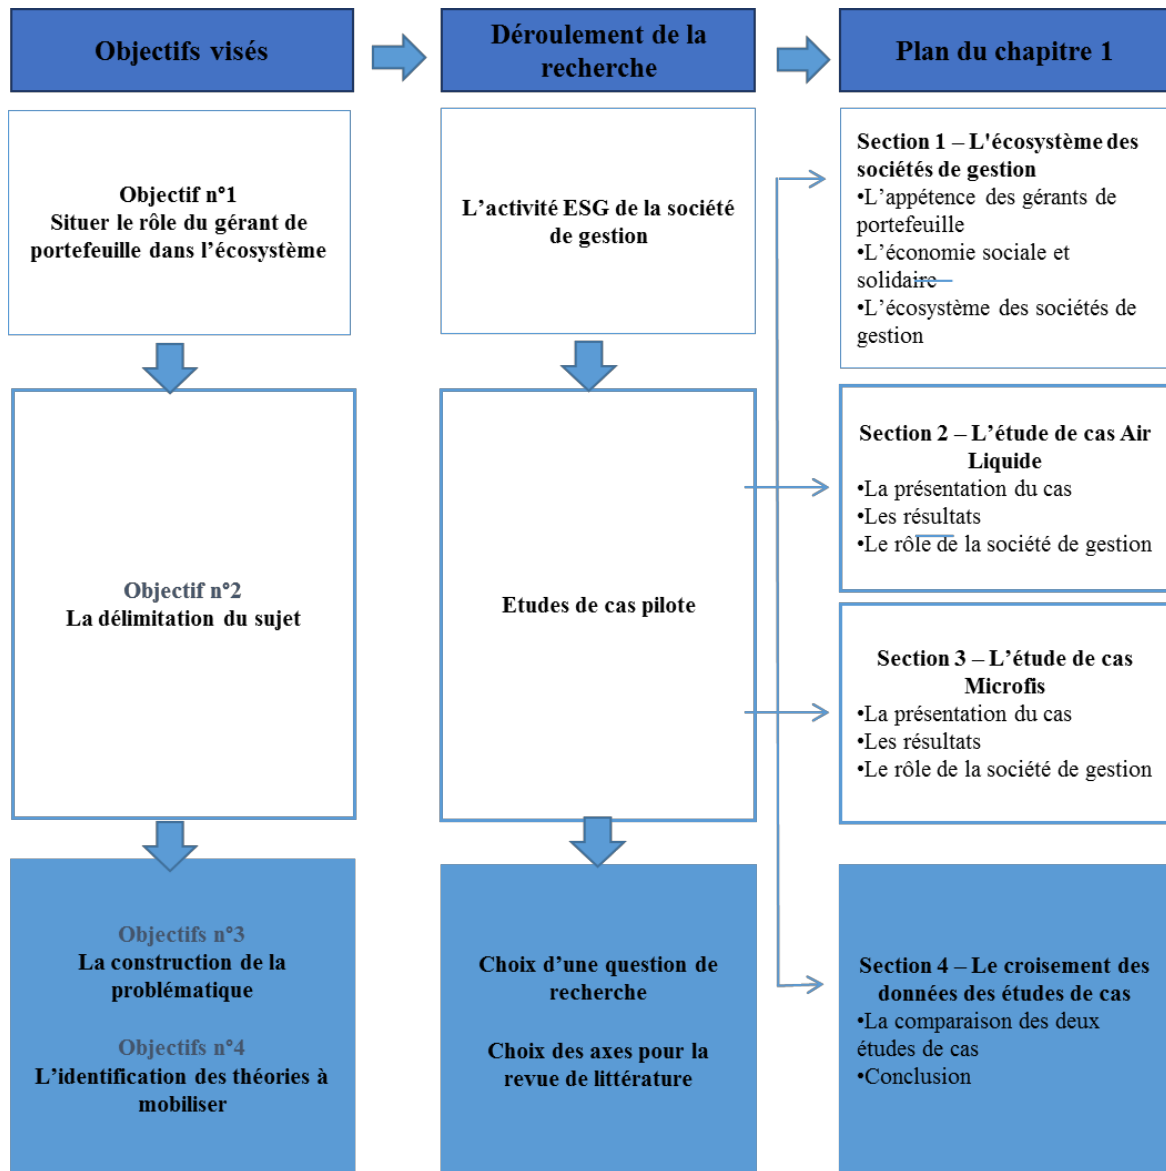 Objectifs visés
Déroulement de la
recherche
Plan du chapitre 1
Objectif n°1
Situer le rôle du gérant de
portefeuille dans l'écosystème
L'activité ESG de la société
de gestion
Section 1 – L'écosystème des
sociétés de gestion
•L'appétence des gérants de
portefeuille
•L'économie sociale et
solidaire
•L'écosystème des sociétés de
gestion
Objectif n°2
La délimitation du sujet
Etudes de cas pilote
Section 2 – L'étude de cas Air
Liquide
•La présentation du cas
•Les résultats
•Le rôle de la société de gestion
Section 3 – L'étude de cas
Microfis
•La présentation du cas
•Les résultats
•Le rôle de la société de gestion
Objectifs n°3
La construction de la
problématique
Objectifs n°4
L'identification des théories à
mobiliser
Choix d'une question de
recherche
Choix des axes pour la
revue de littérature
Section 4 – Le croisement des
données des études de cas
•La comparaison des deux
études de cas
•Conclusion